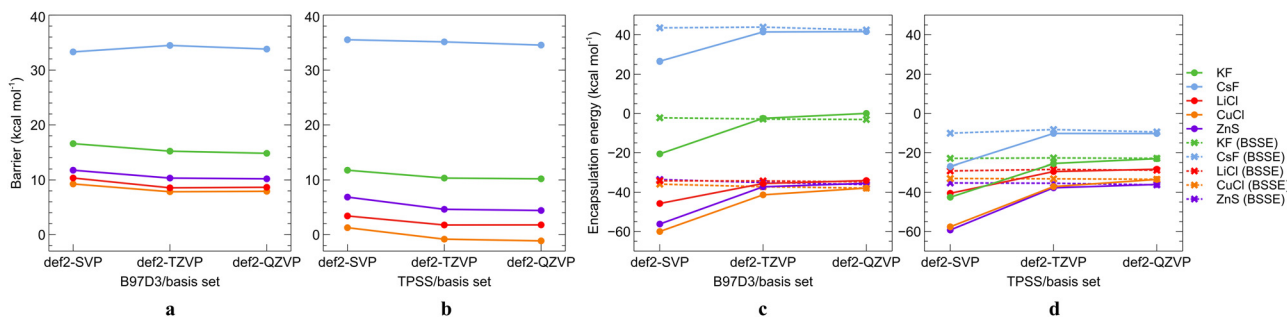 Barrier (kcal mol⁻¹)
40
30
20
10
0
def2-SVP def2-TZVP def2-QZVP
B97D3/basis set
a
40
30
20
10
0
def2-SVP def2-TZVP def2-QZVP
TPSS/basis set
b
Encapsulation energy (kcal mol⁻¹)
40
20
0
−20
−40
−60
def2-SVP def2-TZVP def2-QZVP
B97D3/basis set
c
40
20
0
−20
−40
−60
def2-SVP def2-TZVP def2-QZVP
TPSS/basis set
d
KF
CsF
LiCl
CuCl
ZnS
KF (BSSE)
CsF (BSSE)
LiCl (BSSE)
CuCl (BSSE)
ZnS (BSSE)